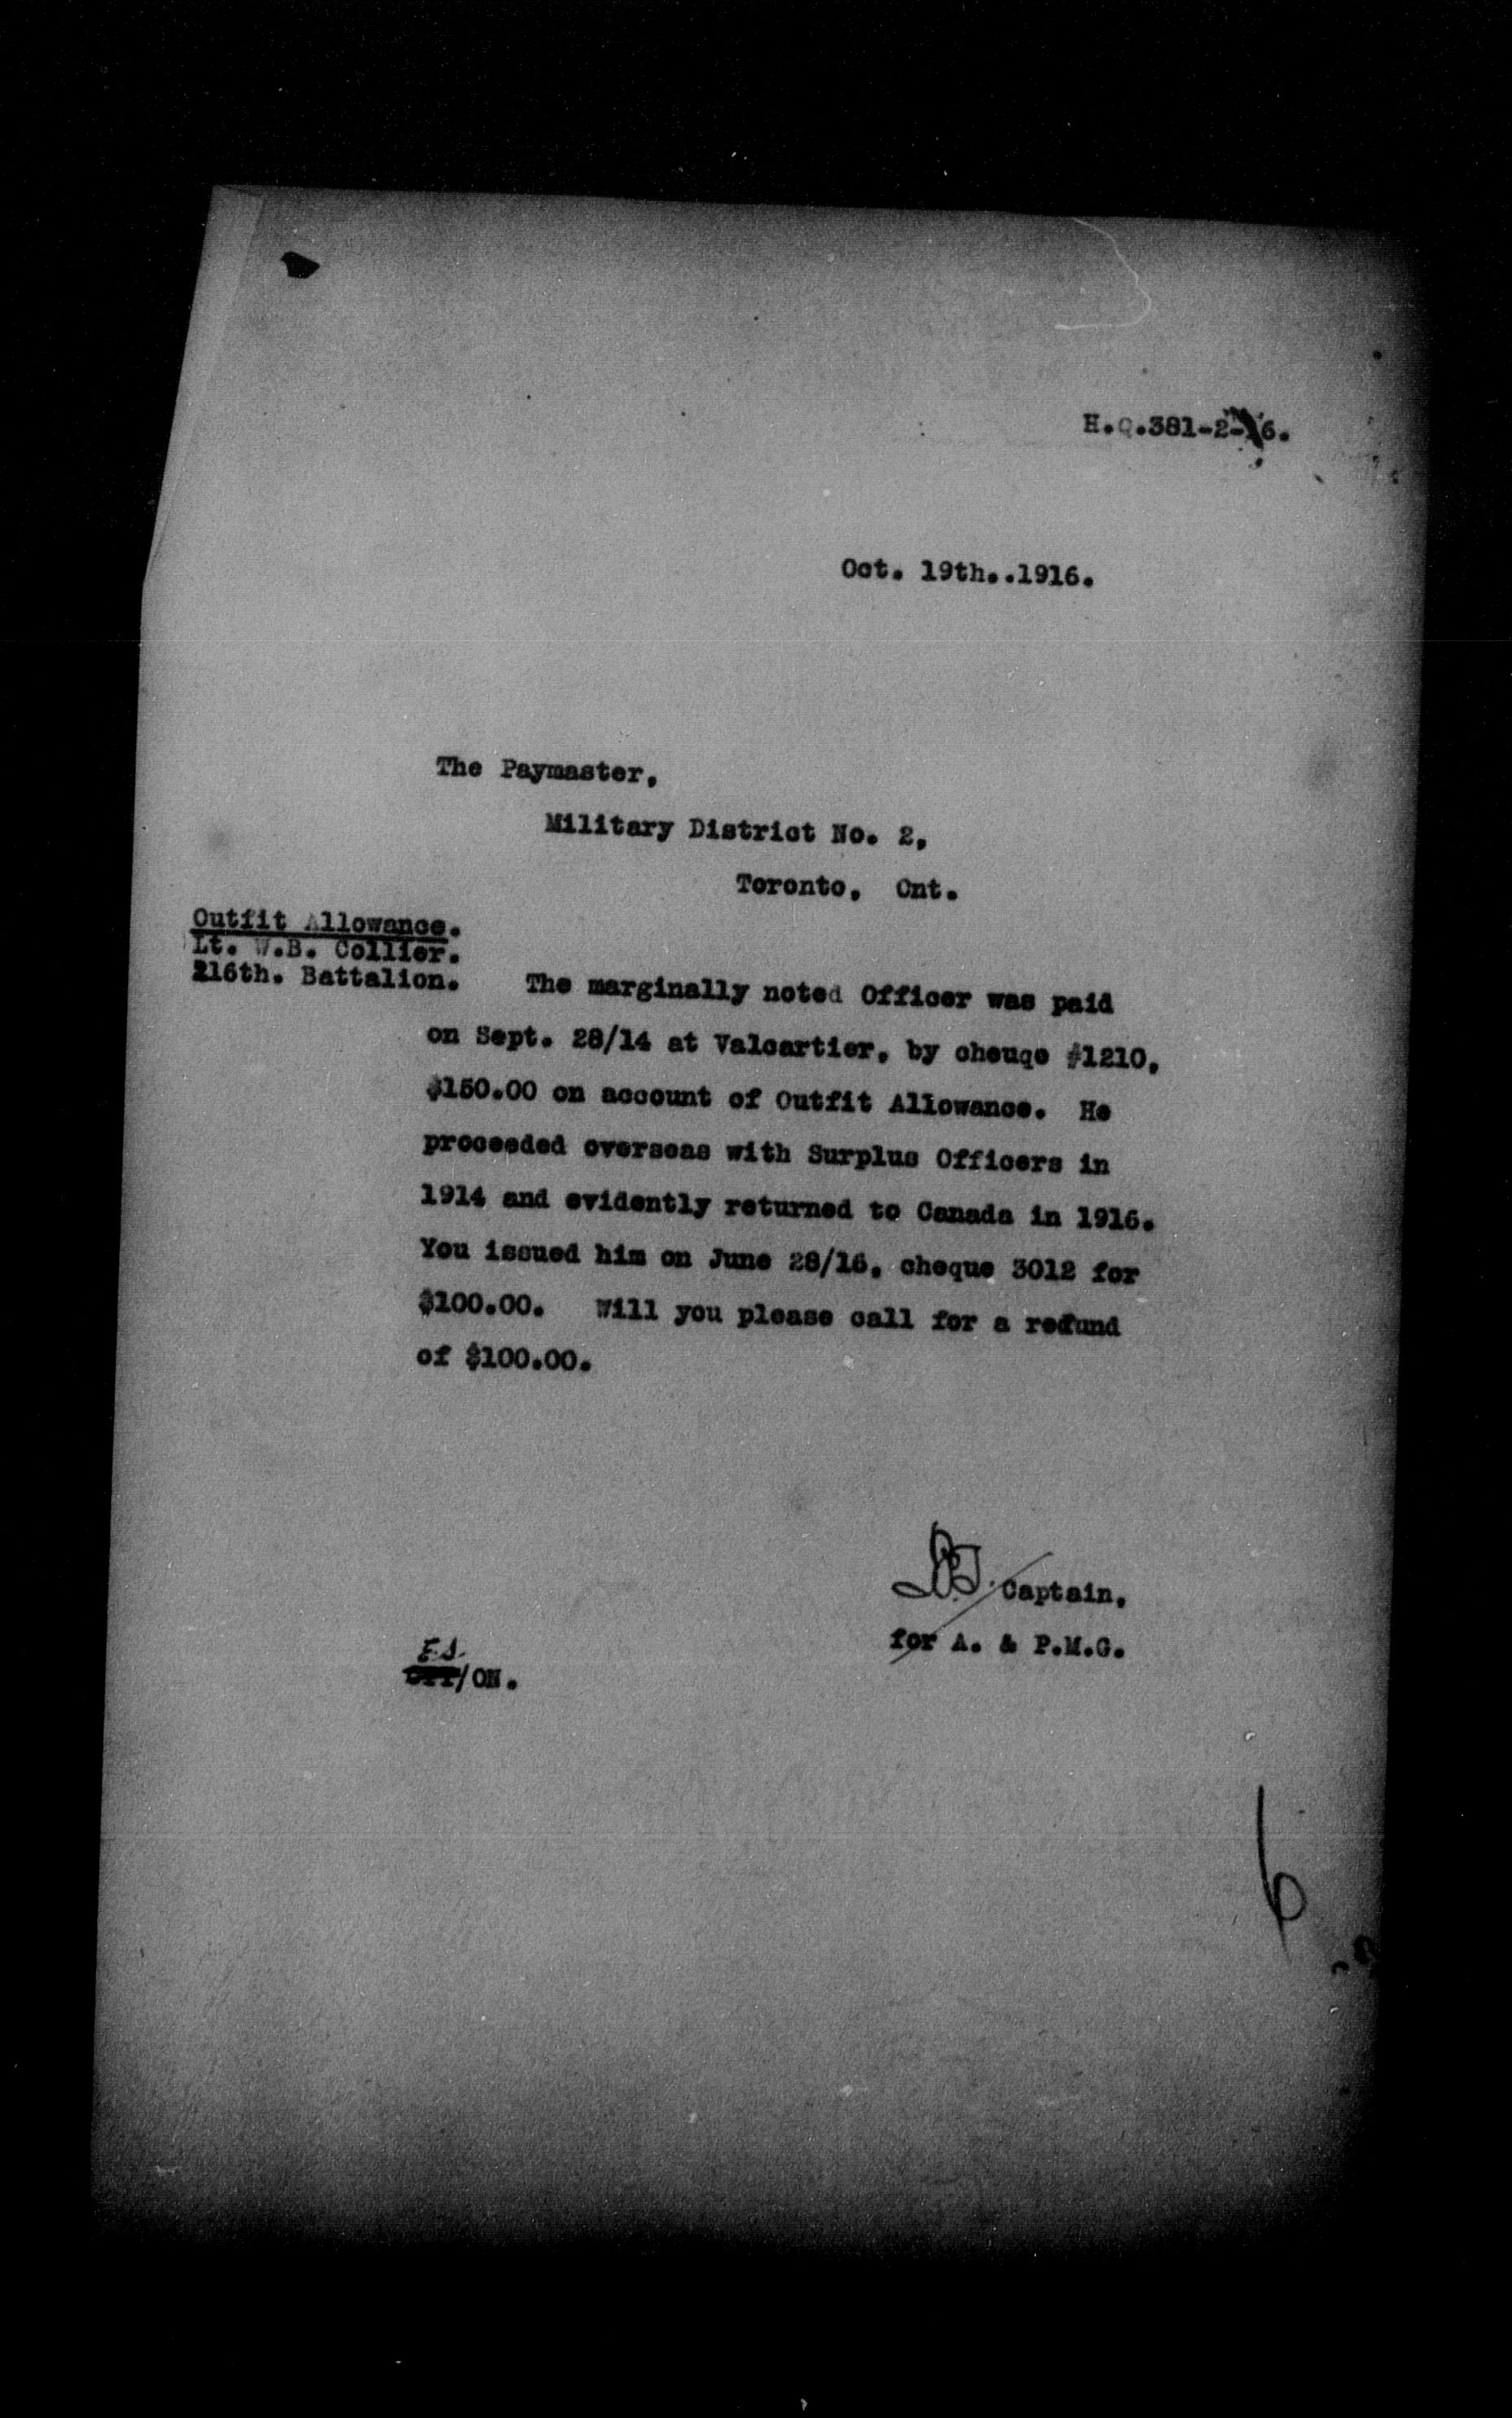 H.Q.381-2-16.
Oct. 19th..1916.
The Paymaster,
Military District No. 2,
Toronto, Ont.
Outfit Allowance.
Lt. W.B. Collier.
216th. Battalion.
The marginally noted Officer was paid
on Sept. 28/14 at Valcartier, by cheuqe #1210,
$150.00 on account of Outfit Allowance. He
proceeded overseas with Surplus Officers in
1914 and evidently returned to Canada in 1916.
You issued him on June 28/16, cheque 3012 for
$100.00. Will you please call for a refund
of $100.00.
Captain,
for A. & P.M.G.
E.S.
/ON.
6